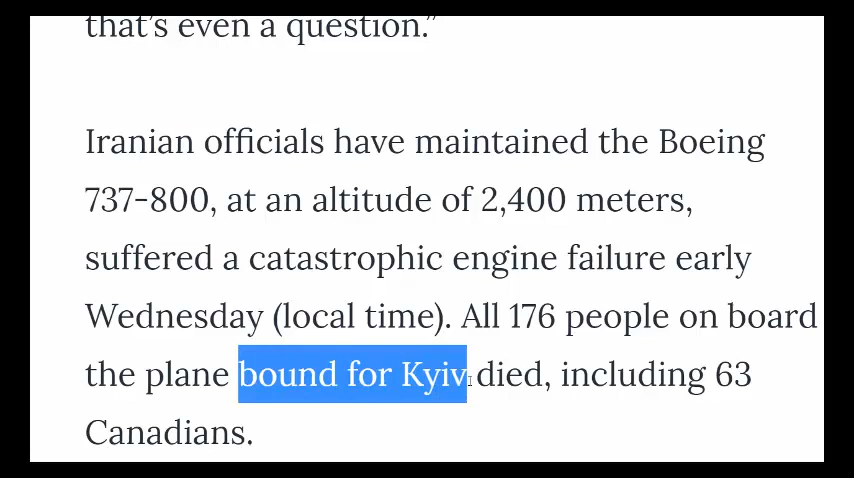 that's even a question.”
Iranian officials have maintained the Boeing
737-800, at an altitude of 2,400 meters,
suffered a catastrophic engine failure early
Wednesday (local time). All 176 people on board
the plane bound for Kyiv died, including 63
Canadians.